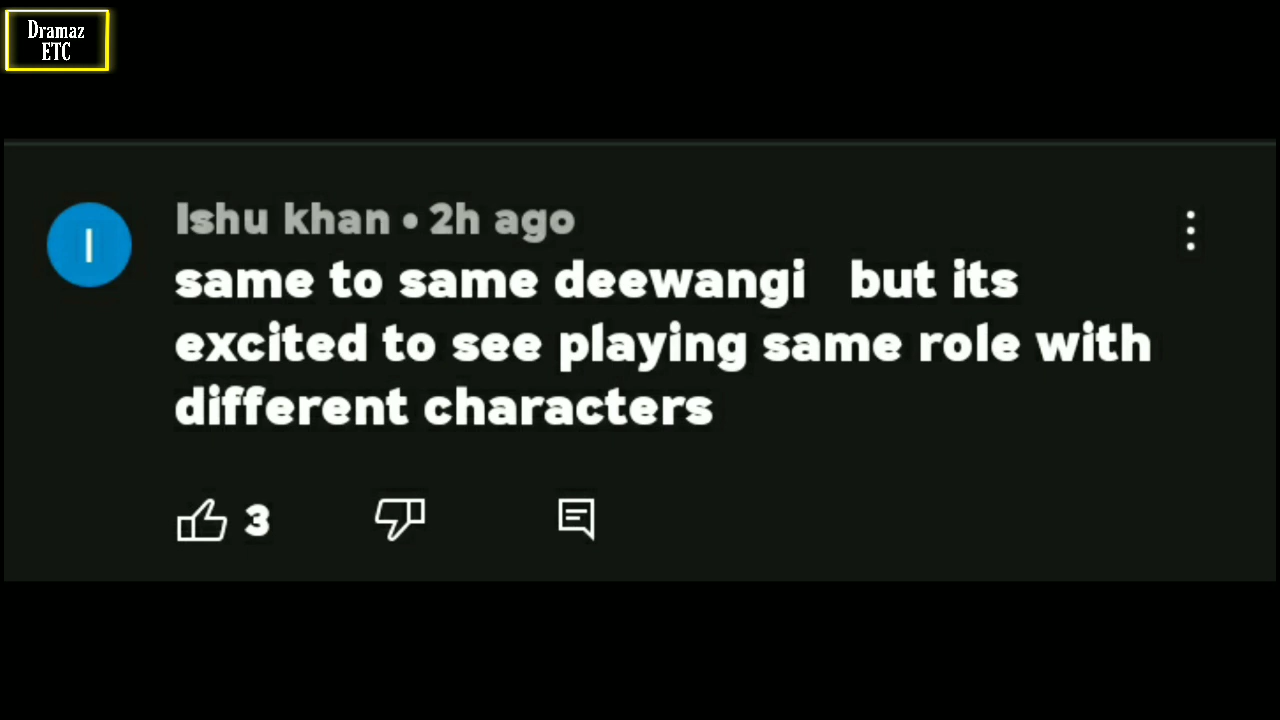 Dramaz
ETC
I
Ishu khan • 2h ago
same to same deewangi but its
excited to see playing same role with
different characters
3